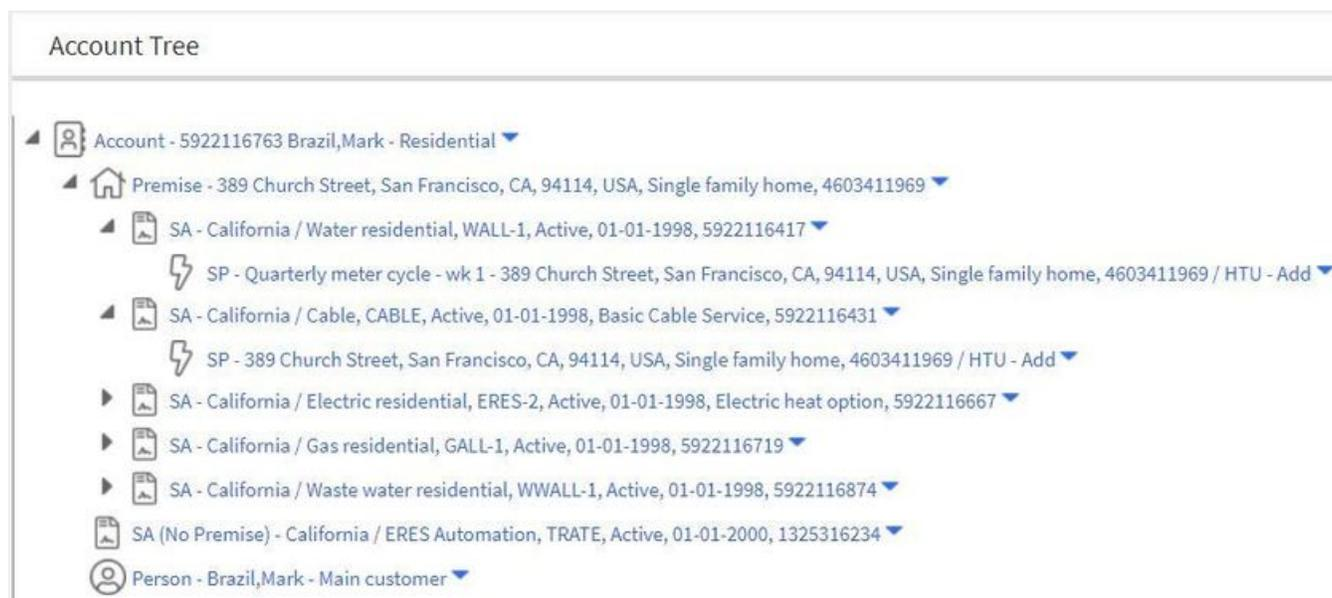 Account Tree
Account - 5922116763 Brazil,Mark - Residential
Premise - 389 Church Street, San Francisco, CA, 94114, USA, Single family home, 4603411969
SA - California / Water residential, WALL-1, Active, 01-01-1998, 5922116417
SP - Quarterly meter cycle - wk 1 - 389 Church Street, San Francisco, CA, 94114, USA, Single family home, 4603411969 / HTU - Add
SA - California / Cable, CABLE, Active, 01-01-1998, Basic Cable Service, 5922116431
SP - 389 Church Street, San Francisco, CA, 94114, USA, Single family home, 4603411969 / HTU - Add
SA - California / Electric residential, ERES-2, Active, 01-01-1998, Electric heat option, 5922116667
SA - California / Gas residential, GALL-1, Active, 01-01-1998, 5922116719
SA - California / Waste water residential, WWALL-1, Active, 01-01-1998, 5922116874
SA (No Premise) - California / ERES Automation, TRATE, Active, 01-01-2000, 1325316234
Person - Brazil,Mark - Main customer